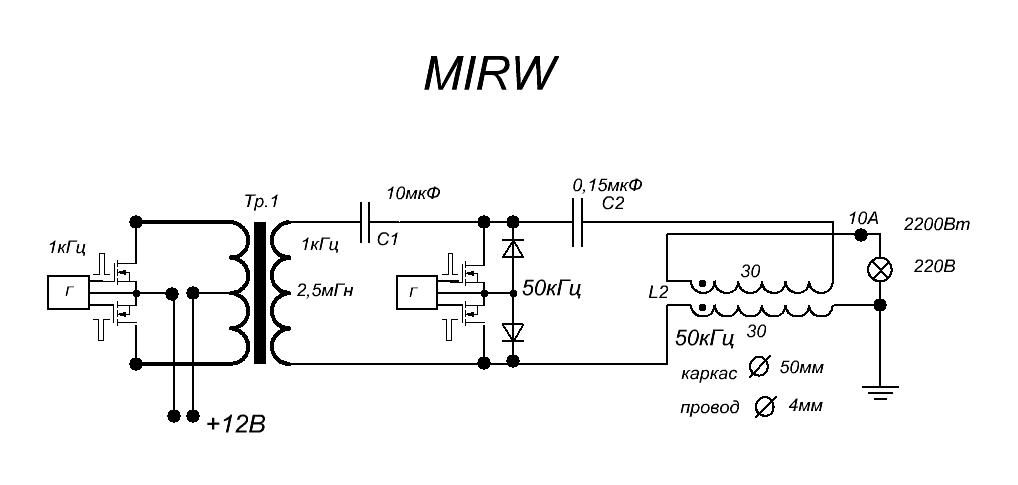 MIRW
Тр.1
10мкФ
0,15мкФ
C2
10А
2200Вт
1кГц
1кГц
C1
220В
30
Г
2,5мГн
Г
50кГц
L2
50кГц
30
каркас
50мм
провод
4мм
+12В